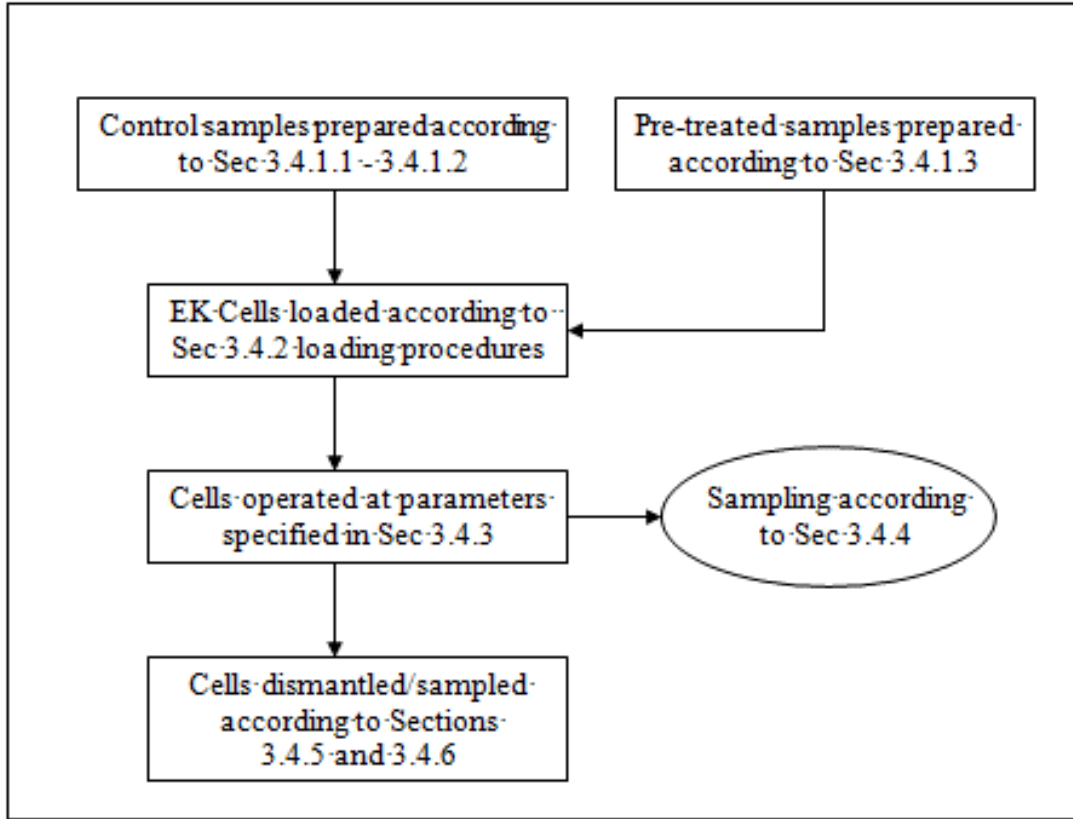 Control samples prepared according
to Sec 3.4.1.1 - 3.4.1.2
Pre-treated samples prepared
according to Sec 3.4.1.3
EK Cells loaded according to
Sec 3.4.2 loading procedures
Cells operated at parameters
specified in Sec 3.4.3
Sampling according
to Sec 3.4.4
Cells dismantled/sampled
according to Sections
3.4.5 and 3.4.6